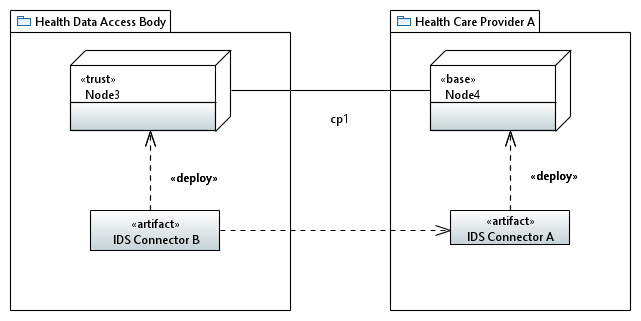 Health Data Access Body
Health Care Provider A
«trust»
Node3
«base»
Node4
cp1
«deploy»
«deploy»
«artifact»
IDS Connector B
«artifact»
IDS Connector A